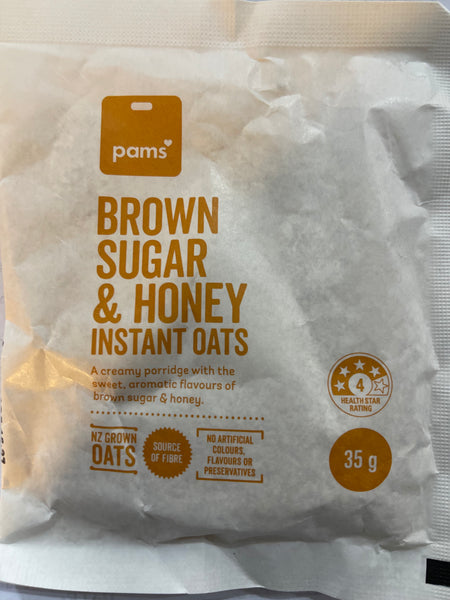 pams
BROWN
SUGAR
& HONEY
INSTANT OATS
A creamy porridge with the
sweet, aromatic flavours of
brown sugar & honey.
NZ GROWN
OATS
SOURCE
OF FIBRE
NO ARTIFICIAL
COLOURS,
FLAVOURS OR
PRESERVATIVES
4
HEALTH STAR
RATING
35 g